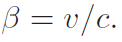 β = v/c.